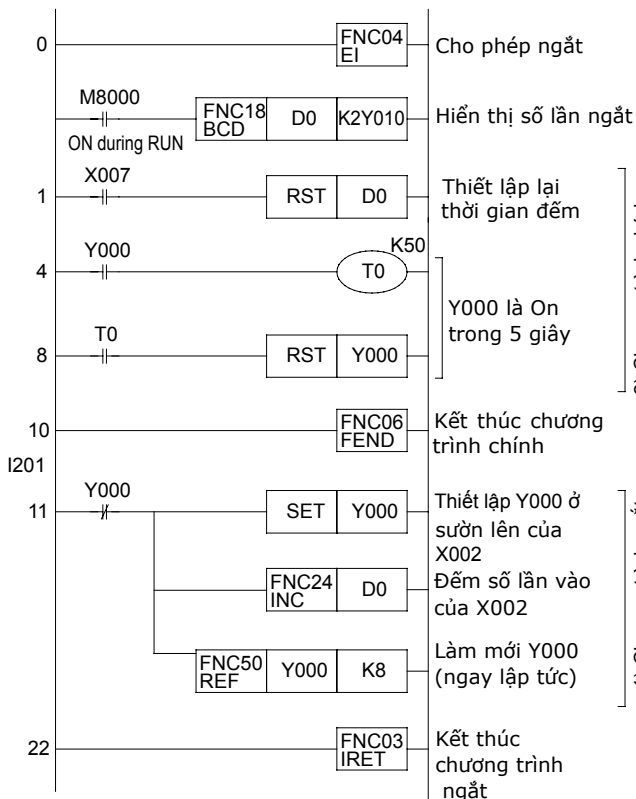 0
FNC04
EI
Cho phép ngắt
M8000
FNC18
BCD
D0
K2Y010
Hiển thị số lần ngắt
ON during RUN
X007
1
RST
D0
Thiết lập lại
thời gian đếm
Y000
K50
4
T0
Y000 là On
trong 5 giây
T0
8
RST
Y000
10
FNC06
FEND
Kết thúc chương
trình chính
I201
Y000
11
SET
Y000
Thiết lập Y000 ở
sườn lên của
X002
FNC24
INC
D0
Đếm số lần vào
của X002
FNC50
REF
Y000
K8
Làm mới Y000
(ngay lập tức)
22
FNC03
IRET
Kết thúc
chương trình
ngắt